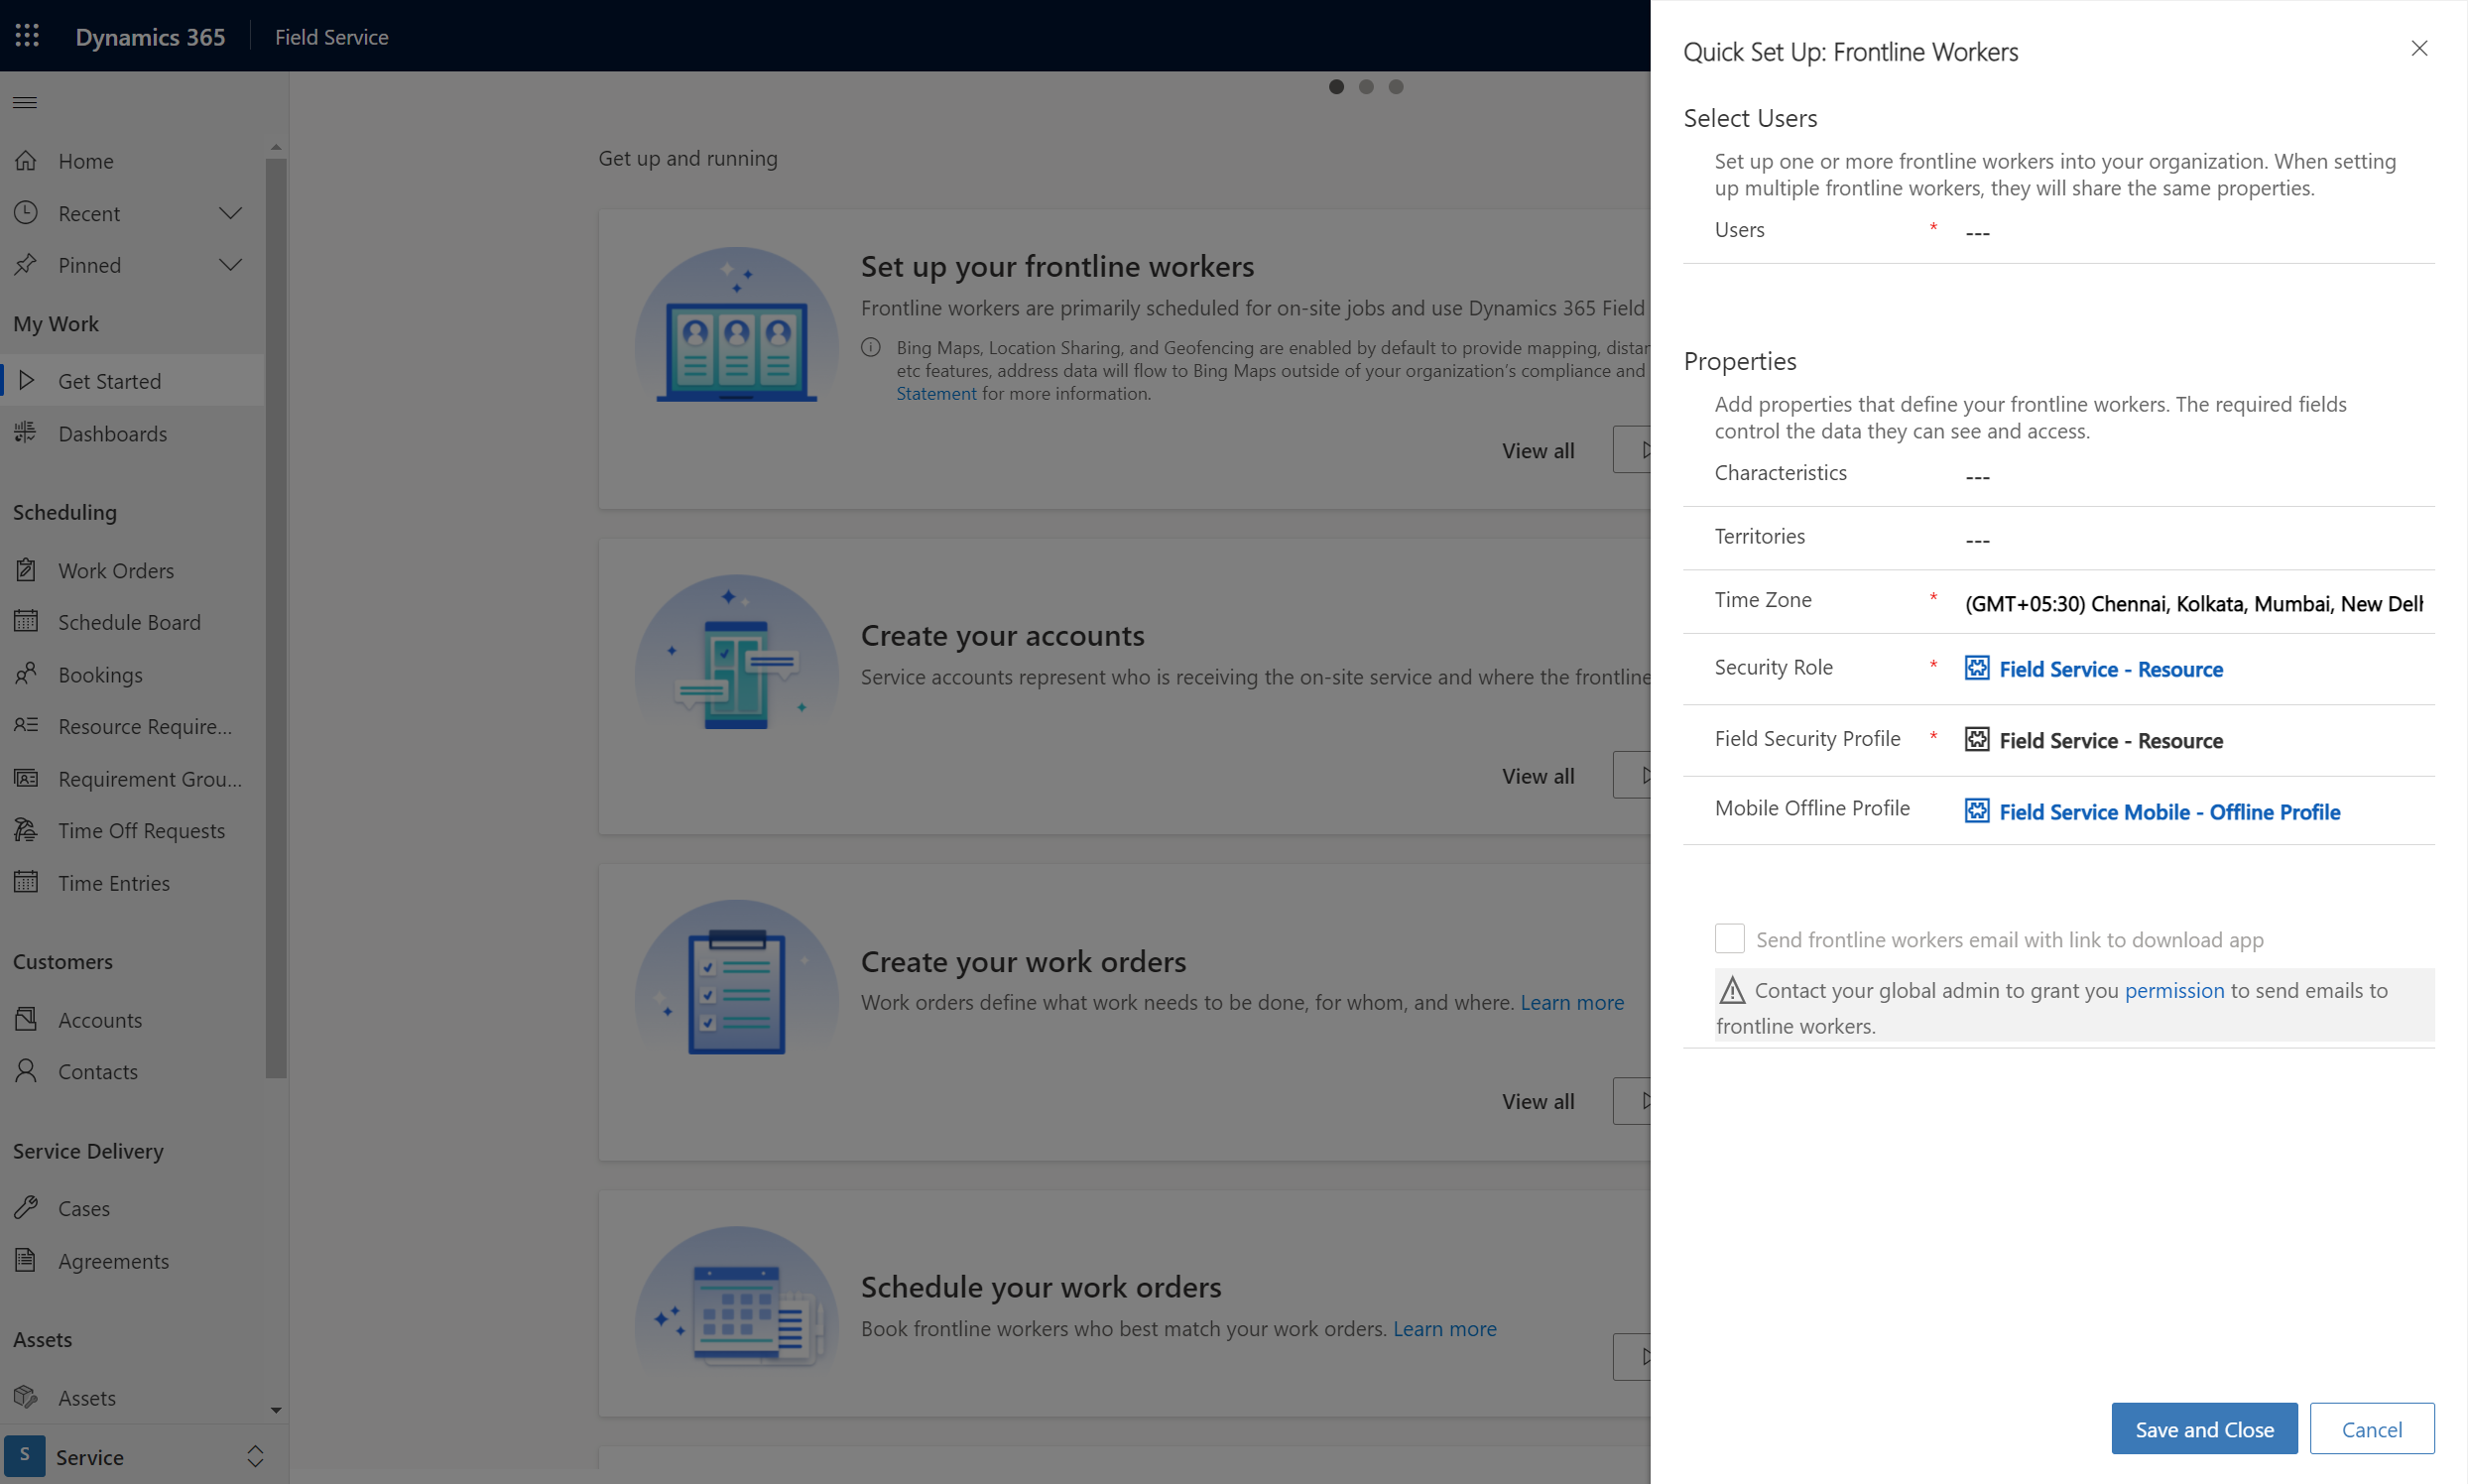 Dynamics 365
Field Service
Home
Recent
Pinned
My Work
Get Started
Dashboards
Scheduling
Work Orders
Schedule Board
Bookings
Resource Require...
Requirement Grou...
Time Off Requests
Time Entries
Customers
Accounts
Contacts
Service Delivery
Cases
Agreements
Assets
Assets
S
Service
Get up and running
Set up your frontline workers
Frontline workers are primarily scheduled for on-site jobs and use Dynamics 365 Field
Bing Maps, Location Sharing, and Geofencing are enabled by default to provide mapping, distan
etc features, address data will flow to Bing Maps outside of your organization's compliance and
Statement for more information.
View all
Create your accounts
Service accounts represent who is receiving the on-site service and where the frontline
View all
Create your work orders
Work orders define what work needs to be done, for whom, and where. Learn more
View all
Schedule your work orders
Book frontline workers who best match your work orders. Learn more
Quick Set Up: Frontline Workers
Select Users
Set up one or more frontline workers into your organization. When setting
up multiple frontline workers, they will share the same properties.
Users * ---
Properties
Add properties that define your frontline workers. The required fields
control the data they can see and access.
Characteristics ---
Territories ---
Time Zone * (GMT+05:30) Chennai, Kolkata, Mumbai, New Delh
Security Role * Field Service - Resource
Field Security Profile * Field Service - Resource
Mobile Offline Profile Field Service Mobile - Offline Profile
Send frontline workers email with link to download app
Contact your global admin to grant you permission to send emails to
frontline workers.
Save and Close
Cancel